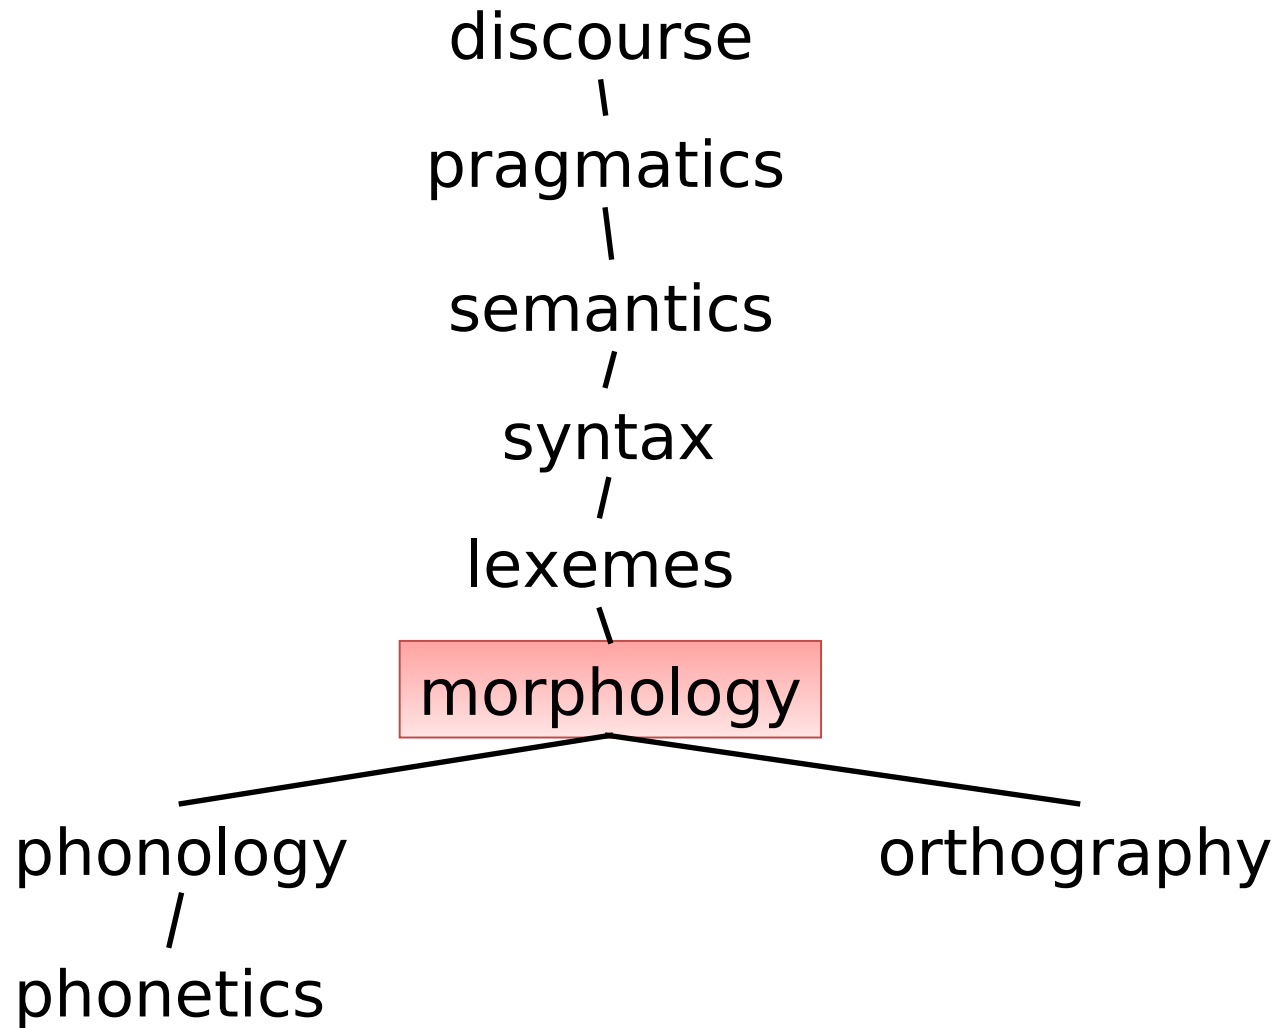 discourse
pragmatics
semantics
syntax
lexemes
morphology
phonology
orthography
phonetics